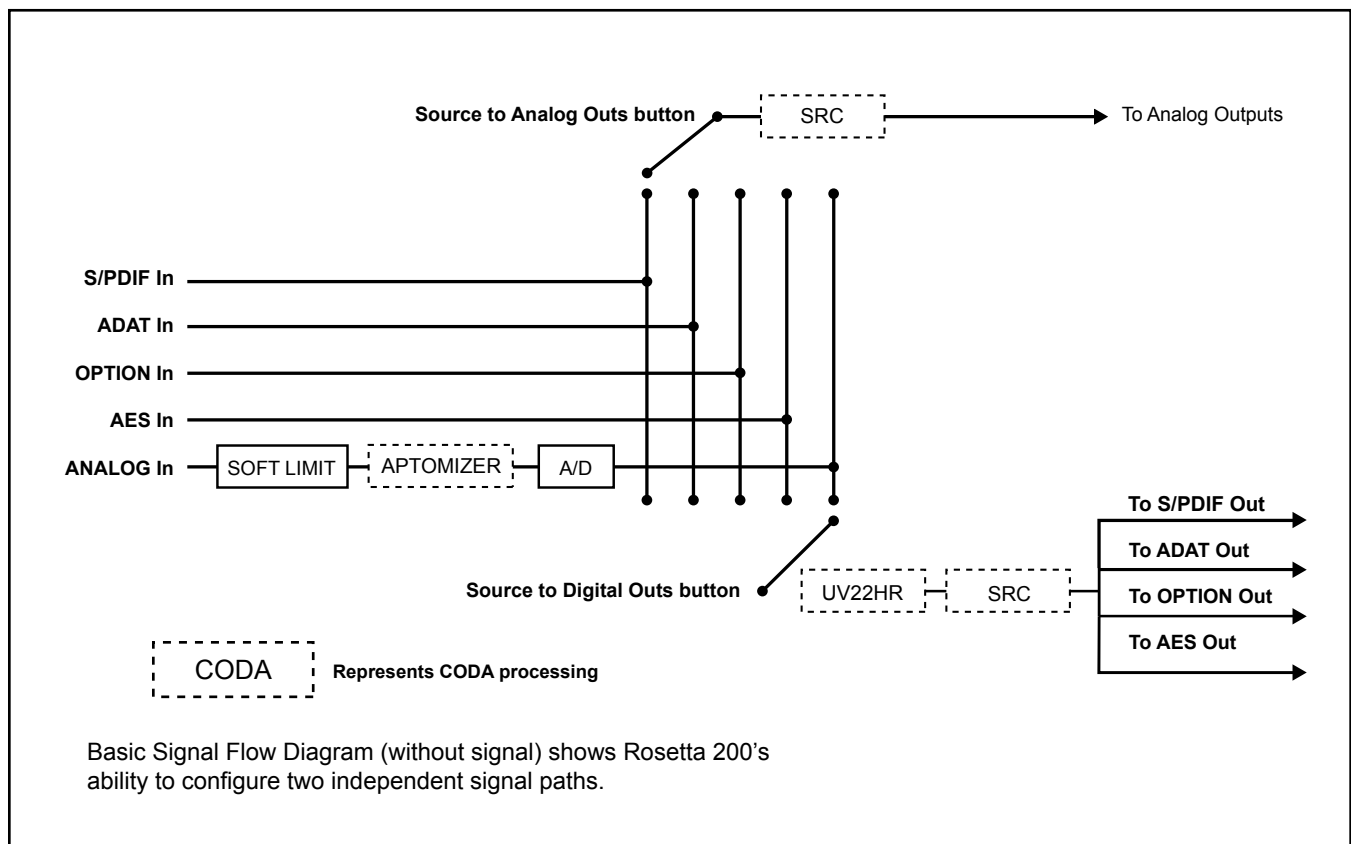 Source to Analog Outs button
SRC
To Analog Outputs
S/PDIF In
ADAT In
OPTION In
AES In
ANALOG In
SOFT LIMIT
APTOMIZER
A/D
To S/PDIF Out
To ADAT Out
Source to Digital Outs button
UV22HR
SRC
To OPTION Out
To AES Out
CODA
Represents CODA processing
Basic Signal Flow Diagram (without signal) shows Rosetta 200's
ability to configure two independent signal paths.